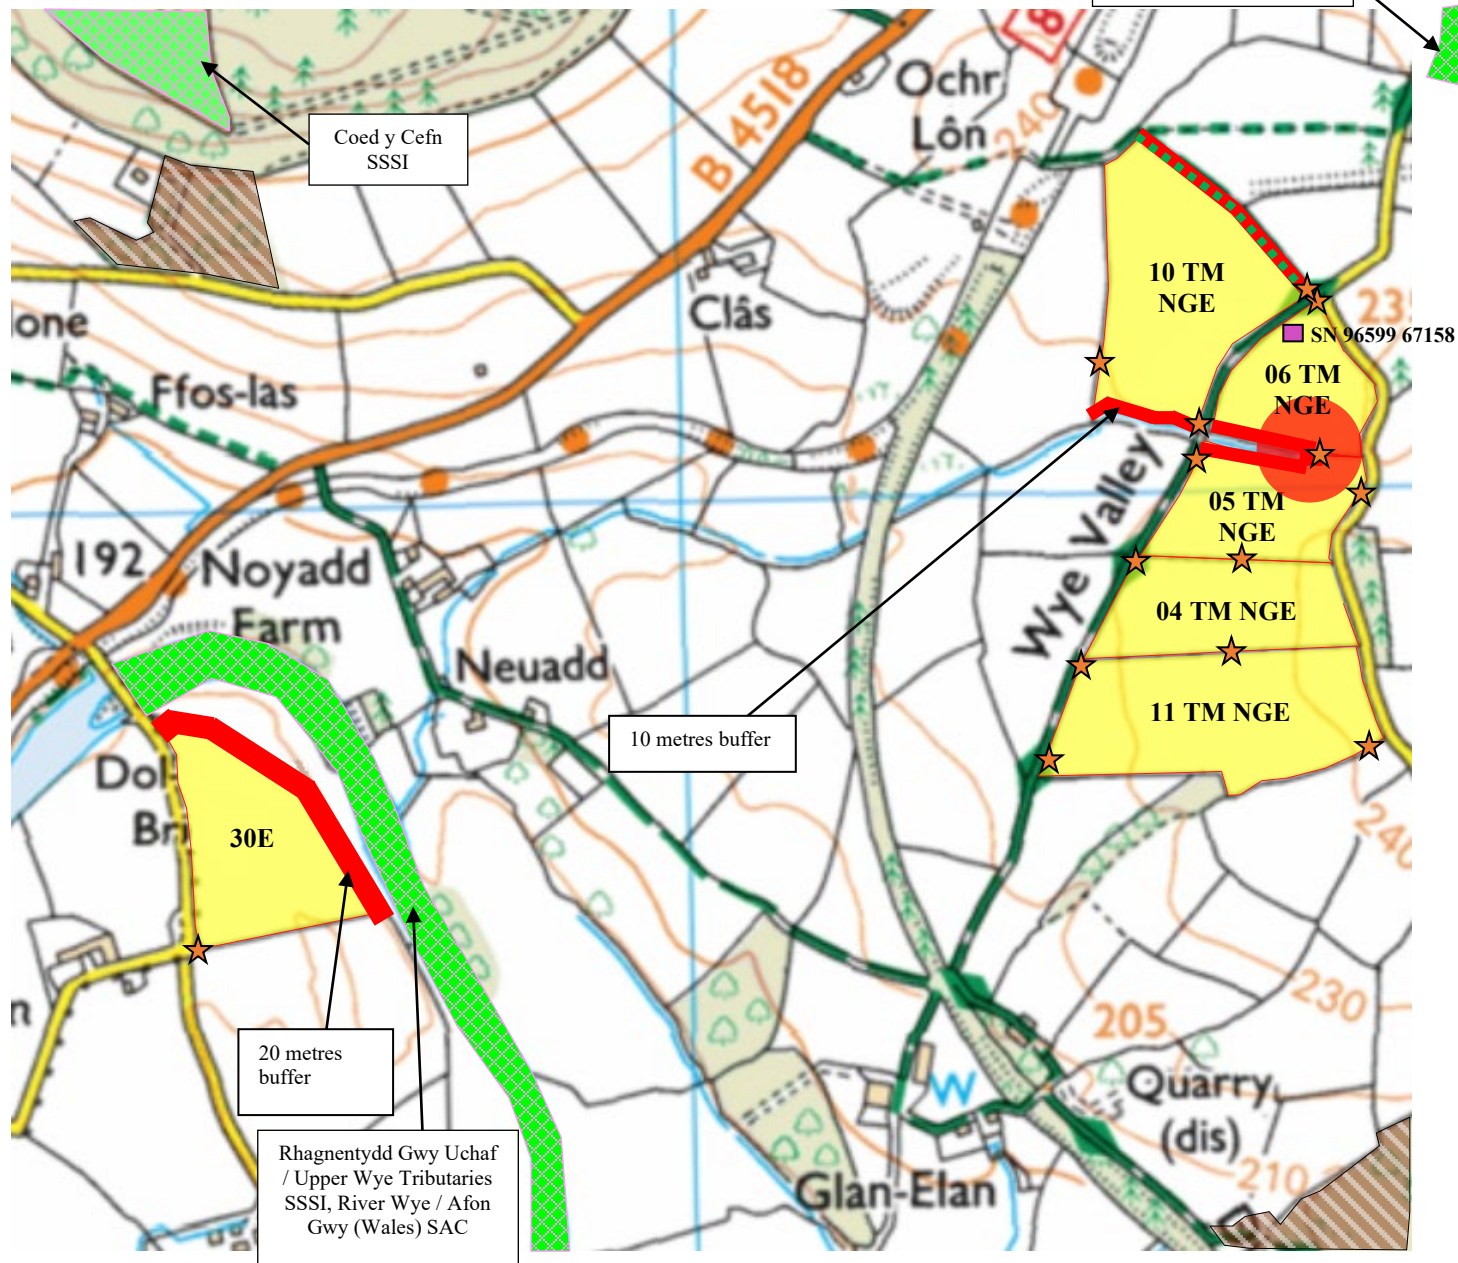 Coed y Cefn
SSSI
B 4518
8
Ochr
Lôn
240
Clâs
one
Ffos-las
10 TM
NGE
235
SN 96599 67158
06 TM
NGE
05 TM
NGE
Wye Valley
04 TM NGE
11 TM NGE
192
Noyadd
Farm
Neuadd
10 metres buffer
Dol
Bri
30E
240
n
20 metres
buffer
205
230
W
Quarry
(dis)
210
Glan-Elan
Rhagnentydd Gwy Uchaf
/ Upper Wye Tributaries
SSSI, River Wye / Afon
Gwy (Wales) SAC